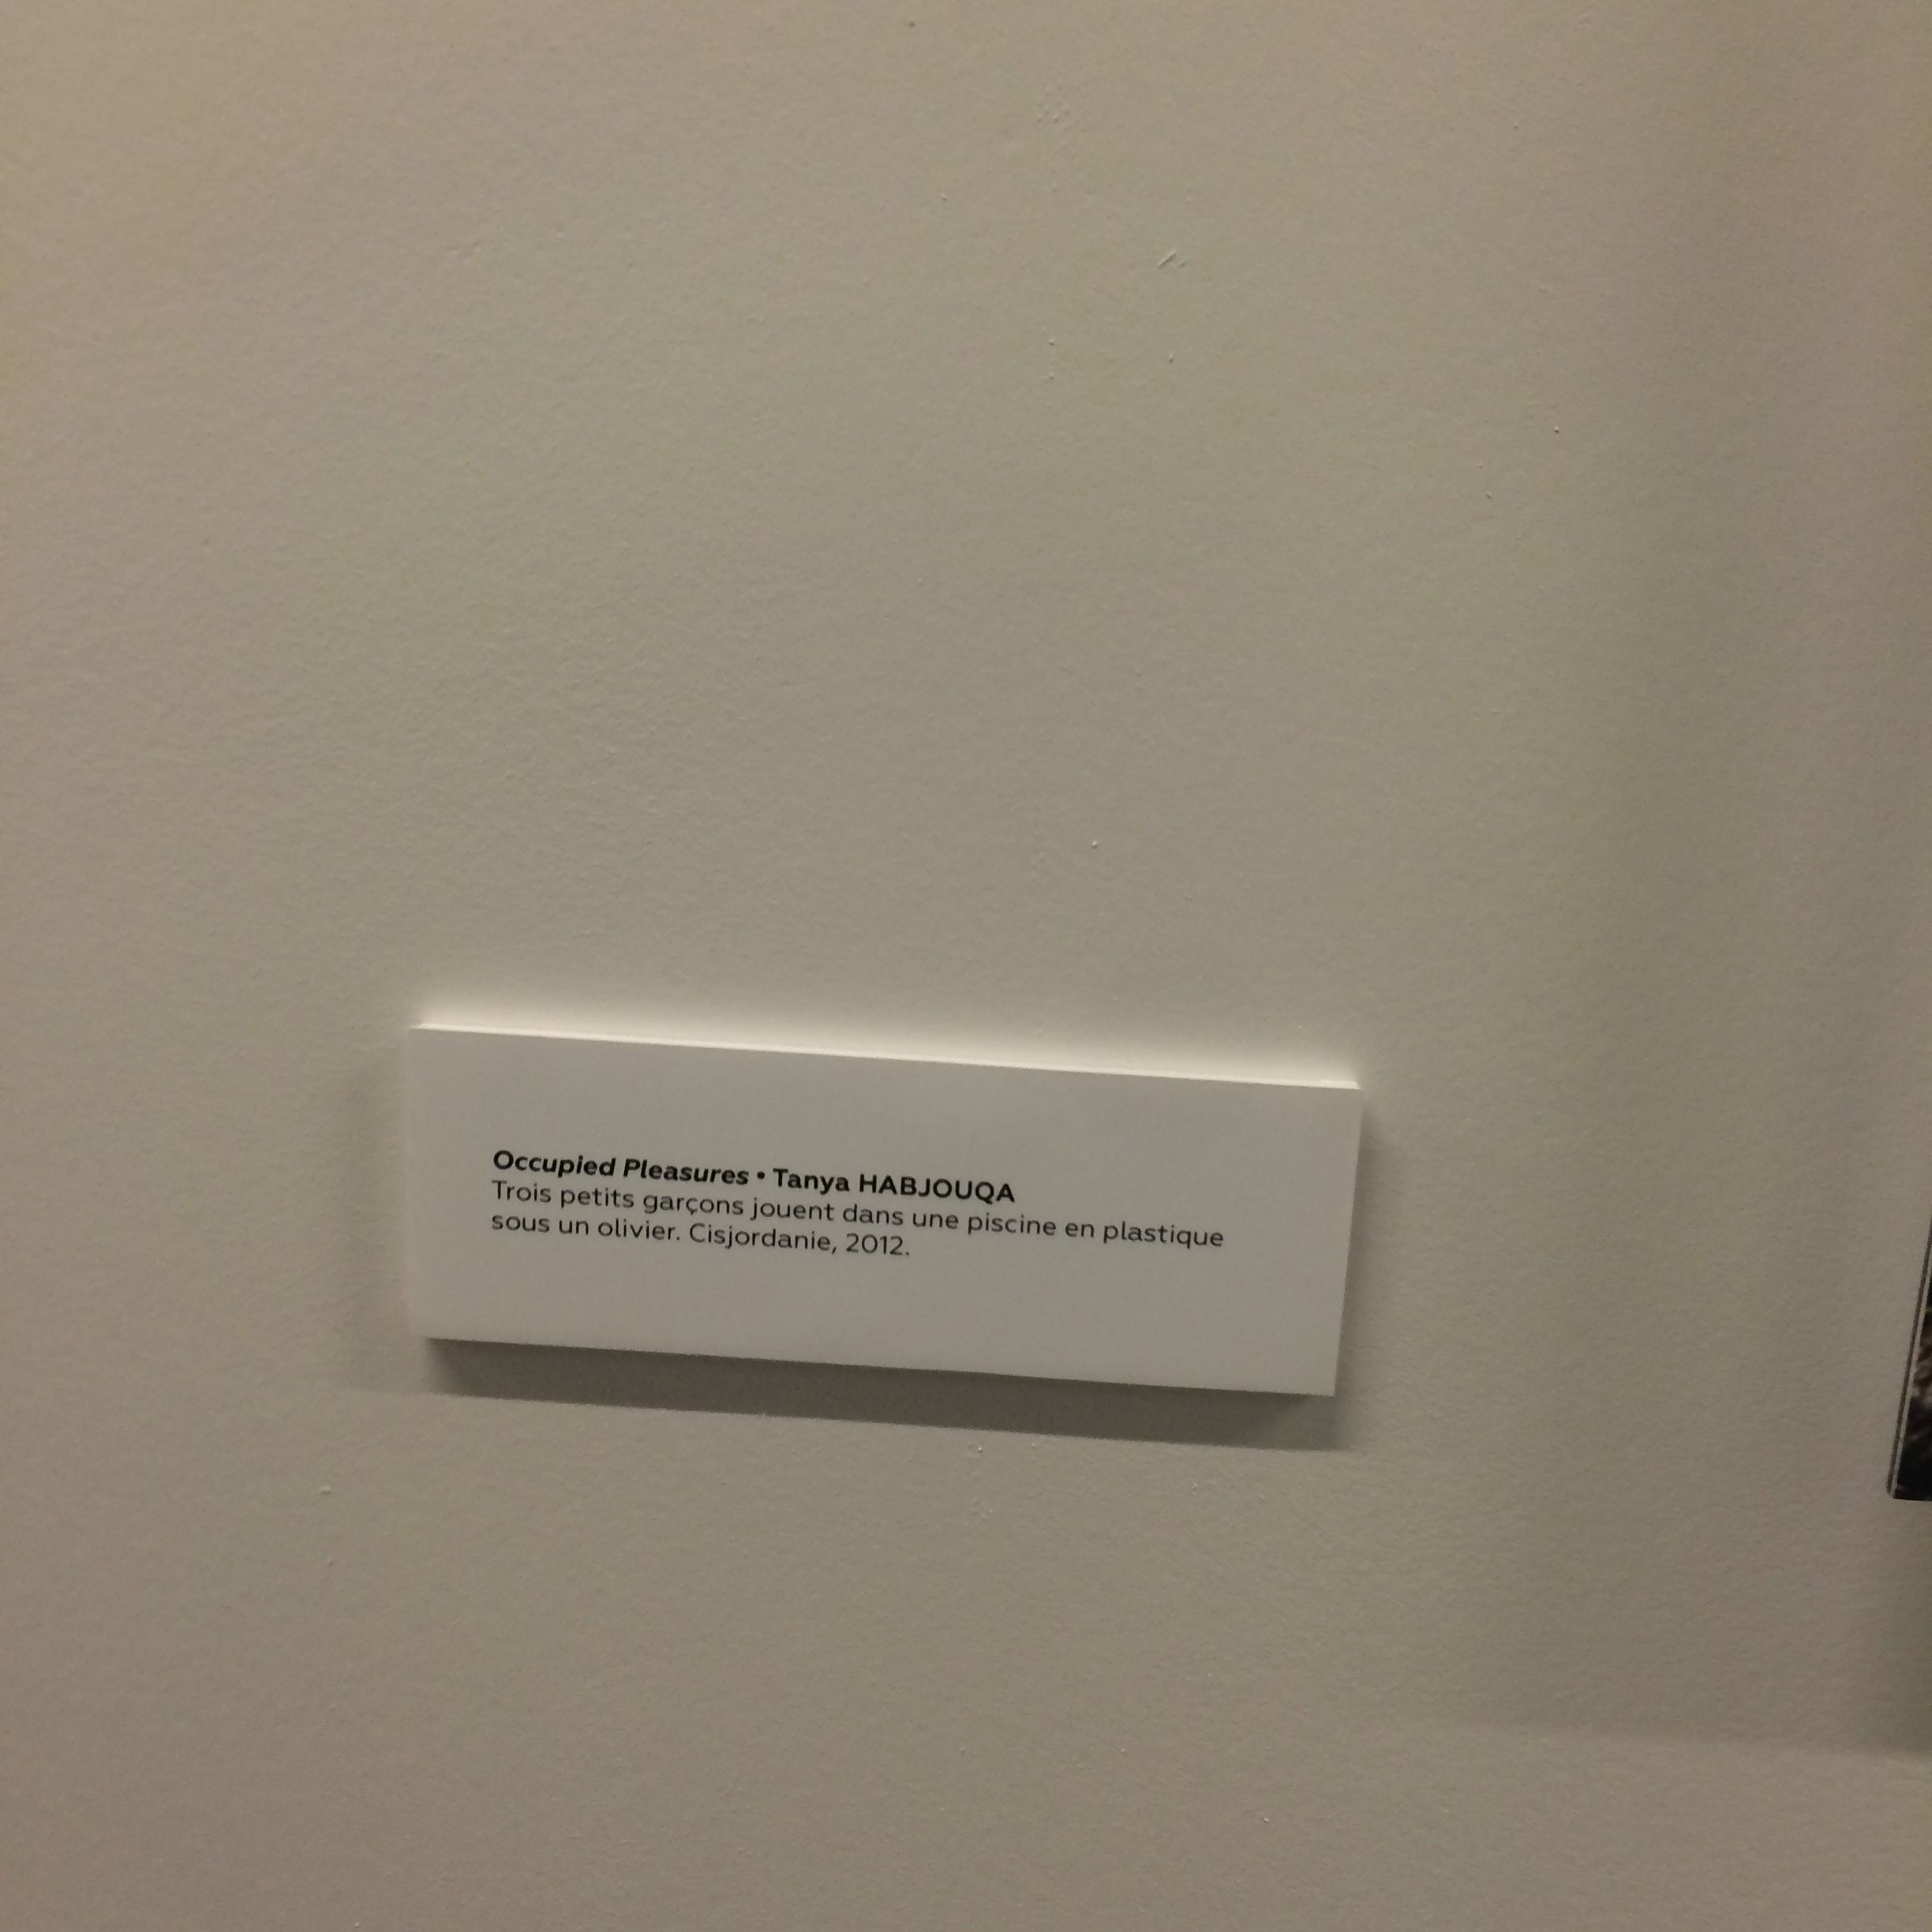 Occupied Pleasures • Tanya HABJOUQA
Trois petits garçons jouent dans une piscine en plastique
sous un olivier. Cisjordanie, 2012.